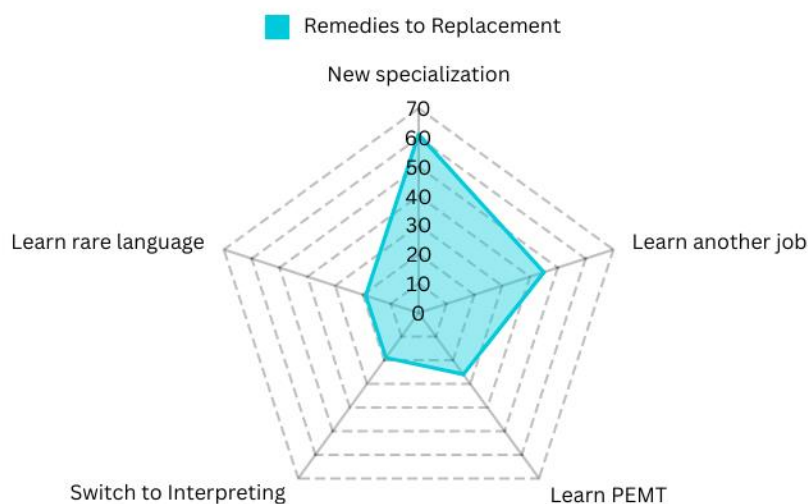 Remedies to Replacement
New specialization
70
60
50
40
30
20
10
0
Learn rare language
Learn another job
Switch to Interpreting
Learn PEMT